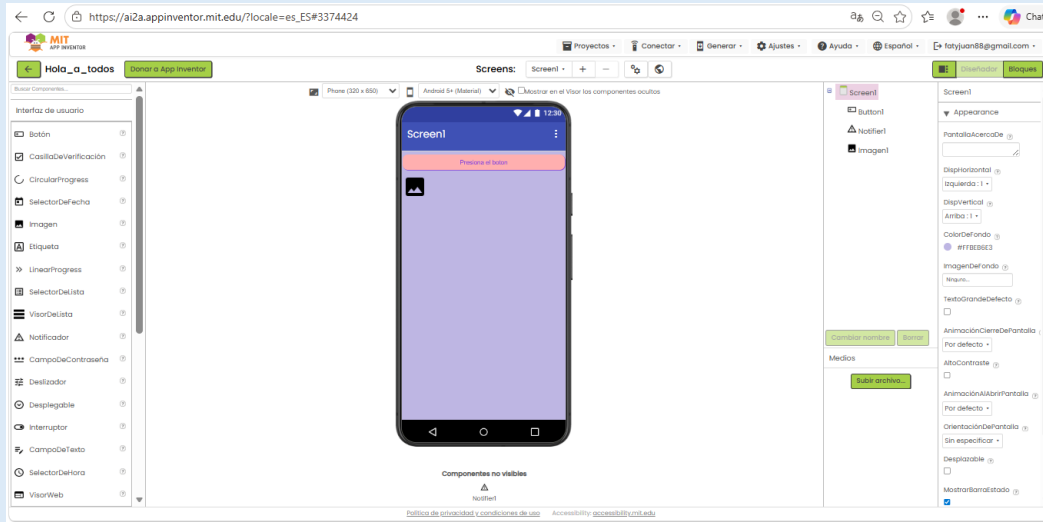 https://ai2a.appinventor.mit.edu/?locale=es_ES#3374424
Chat
MIT
APP INVENTOR
Proyectos
Conectar
Generar
Ajustes
Ayuda
Español
fatyjuan88@gmail.com
Hola_a_todos
Donar a App Inventor
Screens:
Screen1
Diseñador
Bloques
Buscar Componentes...
Interfaz de usuario
Botón
CasillaDeVerificación
CircularProgress
SelectorDeFecha
Imagen
Etiqueta
LinearProgress
SelectorDeLista
VisorDeLista
Notificador
CampoDeContraseña
Deslizador
Desplegable
Interruptor
CampoDeTexto
SelectorDeHora
VisorWeb
Phone (320 x 650)
Android 5+ (Material)
Mostrar en el Visor los componentes ocultos
12:30
Screen1
Presiona el boton
Componentes no visibles
Notifier1
Screen1
Button1
Notifier1
Imagen1
Cambiar nombre
Borrar
Medios
Subir archivo...
Screen1
Appearance
PantallaAcercaDe
DispHorizontal
Izquierda : 1
DispVertical
Arriba : 1
ColorDeFondo
#FFBEB6E3
ImagenDeFondo
Ninguno...
TextoGrandeDefecto
AnimaciónCierreDePantalla
Por defecto
AltoContraste
AnimaciónAlAbrirPantalla
Por defecto
OrientaciónDePantalla
Sin especificar
Desplazable
MostrarBarraEstado
Política de privacidad y condiciones de uso
Accessibility: accessibility.mit.edu